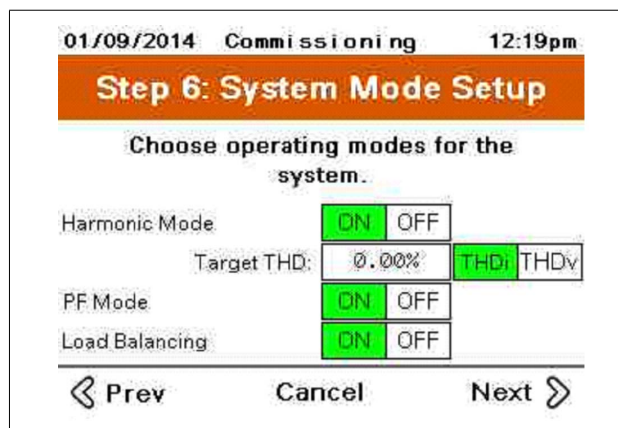 01/09/2014 Commissioning 12:19pm
Step 6: System Mode Setup
Choose operating modes for the
system.
Harmonic Mode ON OFF
Target THD: 0.00% THDi THDv
PF Mode ON OFF
Load Balancing ON OFF
Prev Cancel Next